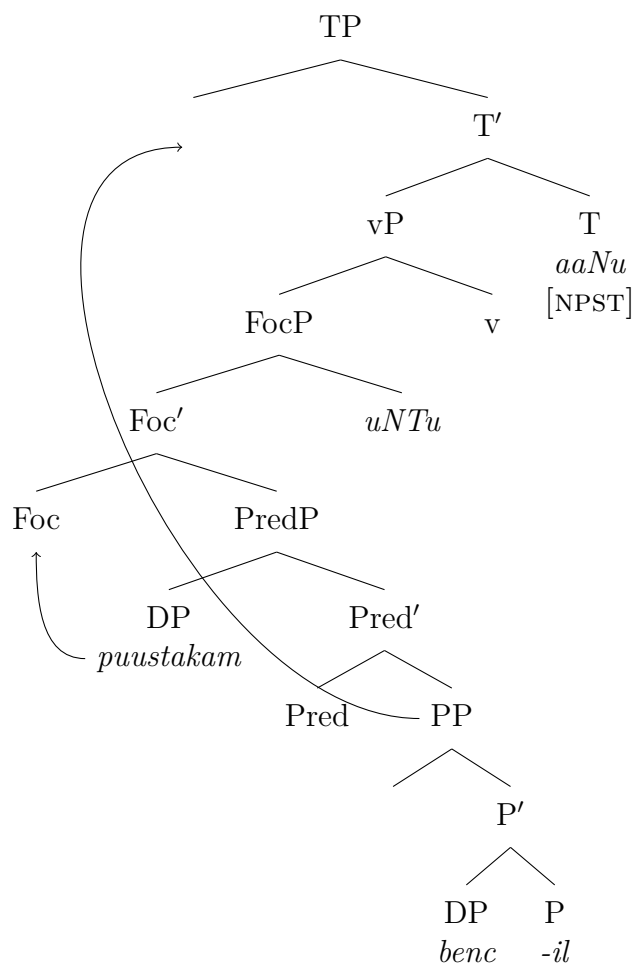 TP
T′
vP T
aaNu
[NPST]
FocP v
Foc′ uNTu
Foc PredP
DP Pred′
puustakam
Pred PP
P′
DP P
benc -il